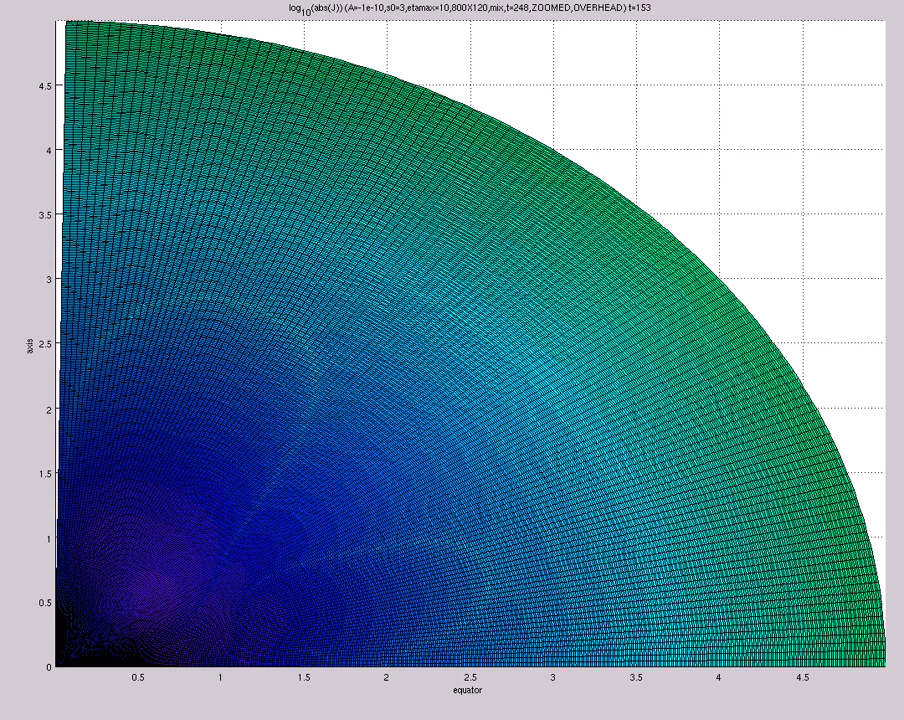 log10(abs(J)) (A=-1e-10,s0=3,etamax=10,800X120,mix,t=248,ZOOMED,OVERHEAD) t=153
4.5
4
3.5
3
2.5
axis
2
1.5
1
0.5
0
0.5 1 1.5 2 2.5 3 3.5 4 4.5
equator